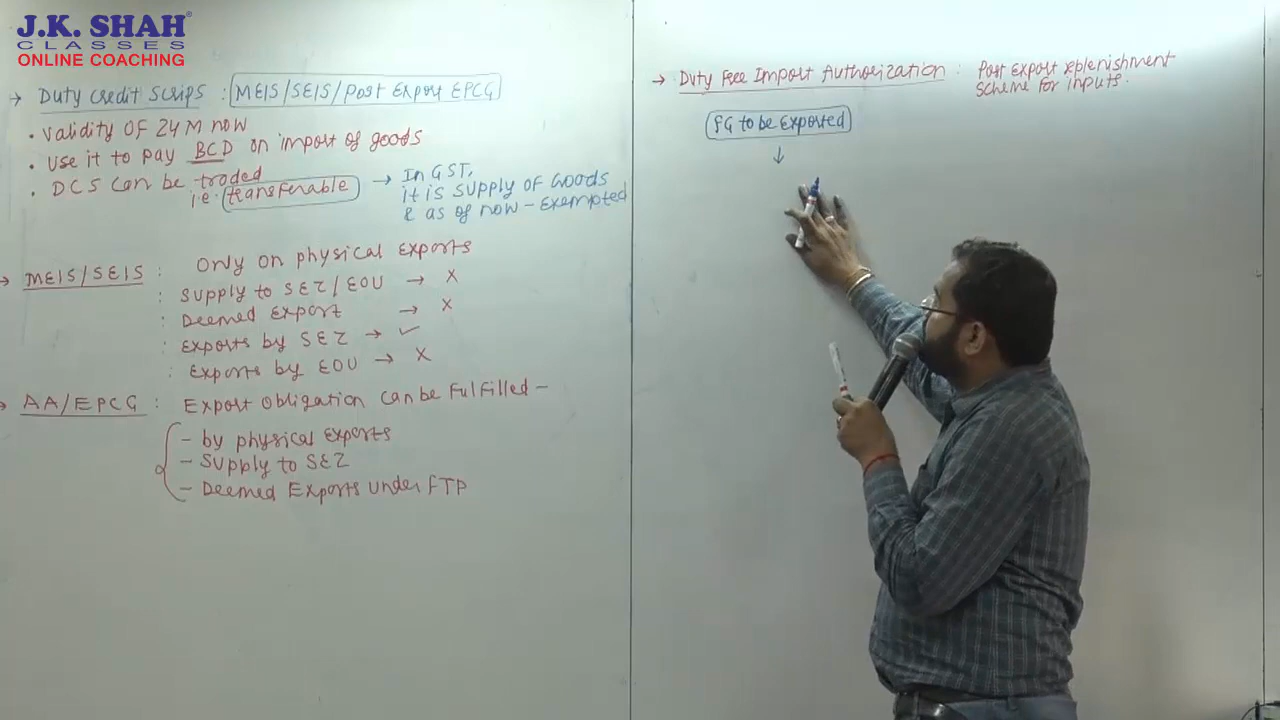 J.K. SHAH®
CLASSES
ONLINE COACHING
→ Duty Credit Scrips : MEIS/SEIS/Post Export EPCG
• Validity of 24 M now
• Use it to pay BCD on import of goods
• DCS can be traded
i.e. transferable
→ In GST,
it is supply of Goods
& as of now - Exempted
→ MEIS/SEIS : Only on physical Exports
: Supply to SEZ/EOU → X
: Deemed Export → X
: Exports by SEZ → ✓
: Exports by EOU → X
→ AA/EPCG : Export Obligation can be Fulfilled -
- by physical Exports
- Supply to SEZ
- Deemed Exports under FTP
→ Duty Free Import Authorization : Post Export replenishment
scheme for inputs.
FG to be Exported
↓